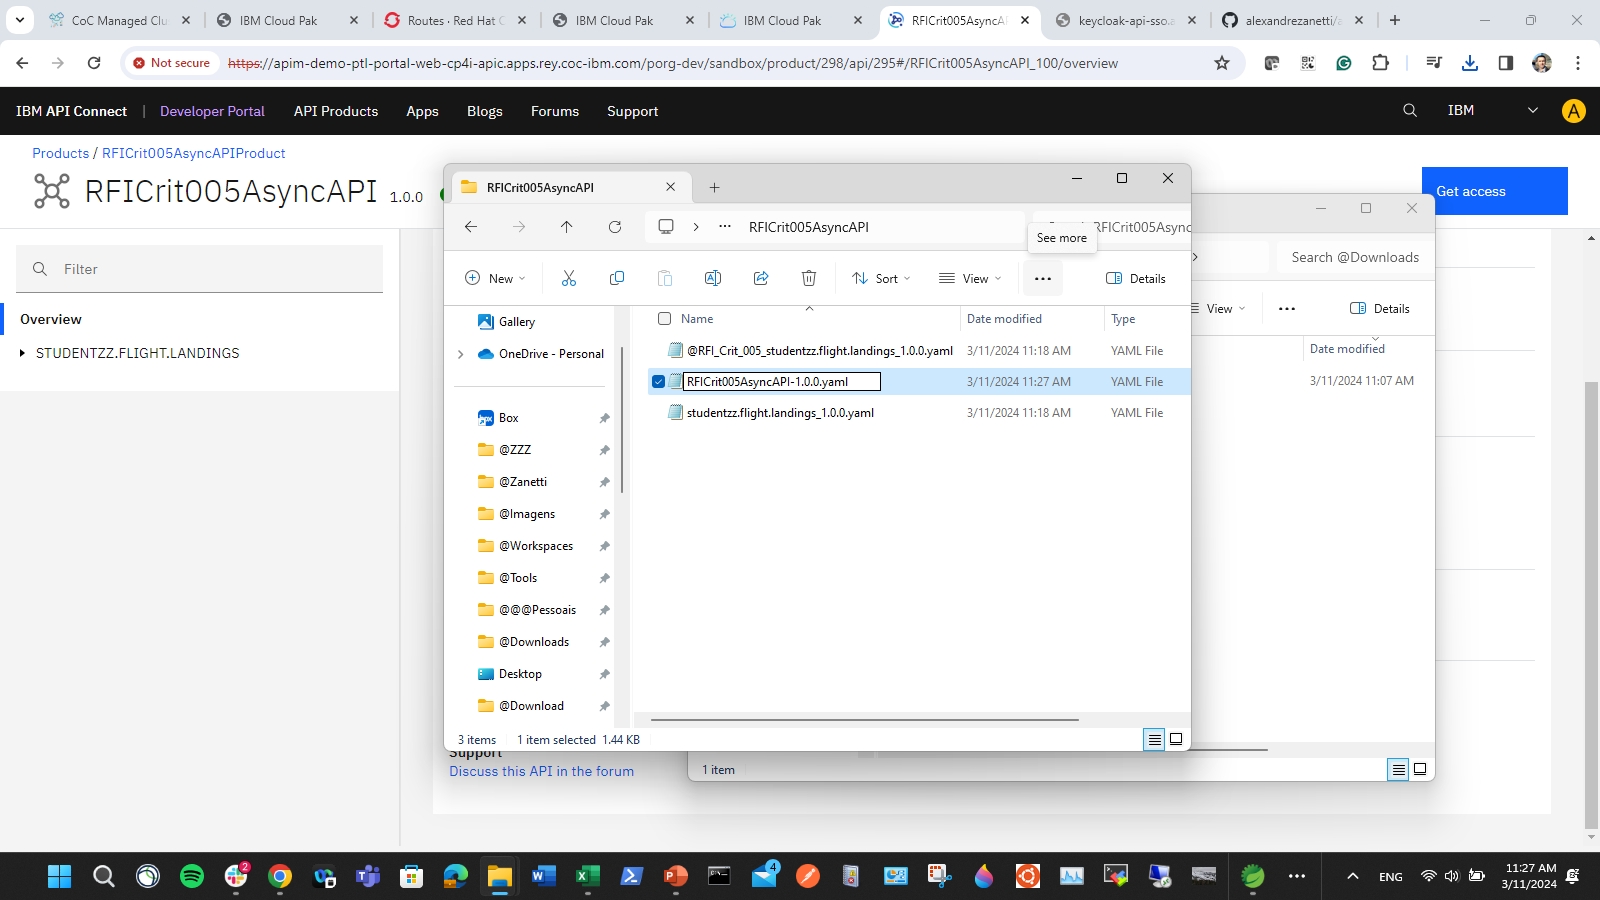 CoC Managed Clu
IBM Cloud Pak
Routes · Red Hat C
IBM Cloud Pak
IBM Cloud Pak
RFICrit005AsyncA
keycloak-api-sso.a
alexandrezanetti/a
Not secure
https://apim-demo-ptl-portal-web-cp4i-apic.apps.rey.coc-ibm.com/porg-dev/sandbox/product/298/api/295#/RFICrit005AsyncAPI_100/overview
IBM API Connect
Developer Portal
API Products
Apps
Blogs
Forums
Support
IBM
A
Products / RFICrit005AsyncAPIProduct
RFICrit005AsyncAPI 1.0.0
Get access
Filter
Overview
STUDENTZZ.FLIGHT.LANDINGS
RFICrit005AsyncAPI
RFICrit005AsyncAPI
RFICrit005Async
See more
New
Sort
View
Details
Gallery
OneDrive - Personal
Box
@ZZZ
@Zanetti
@Imagens
@Workspaces
@Tools
@@@Pessoais
@Downloads
Desktop
@Download
Name
Date modified
Type
@RFI_Crit_005_studentzz.flight.landings_1.0.0.yaml
3/11/2024 11:18 AM
YAML File
RFICrit005AsyncAPI-1.0.0.yaml
3/11/2024 11:27 AM
YAML File
studentzz.flight.landings_1.0.0.yaml
3/11/2024 11:18 AM
YAML File
3 items
1 item selected 1.44 KB
Search @Downloads
View
Details
Date modified
3/11/2024 11:07 AM
1 item
Support
Discuss this API in the forum
2
4
ENG
11:27 AM
3/11/2024